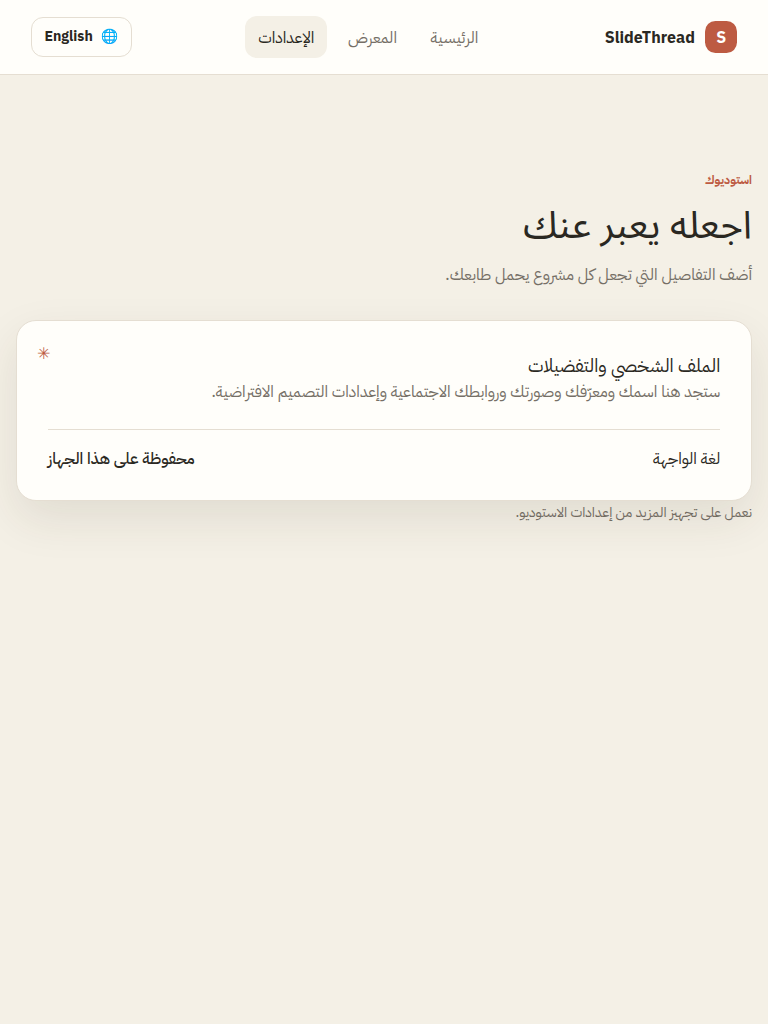 S SlideThread
الرئيسية
المعرض
الإعدادات
English
استوديوك
اجعله يعبر عنك
أضف التفاصيل التي تجعل كل مشروع يحمل طابعك.
الملف الشخصي والتفضيلات
ستجد هنا اسمك ومعرّفك وصورتك وروابطك الاجتماعية وإعدادات التصميم الافتراضية.
لغة الواجهة
محفوظة على هذا الجهاز
نعمل على تجهيز المزيد من إعدادات الاستوديو.